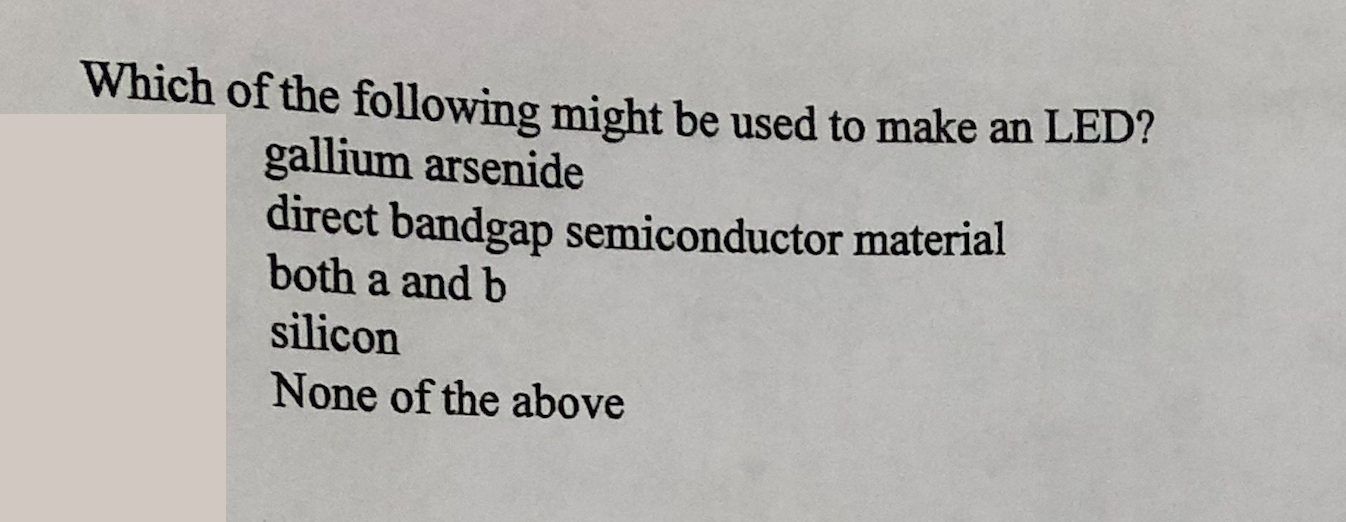 Which of the following might be used to make an LED?
gallium arsenide
direct bandgap semiconductor material
both a and b
silicon
None of the above